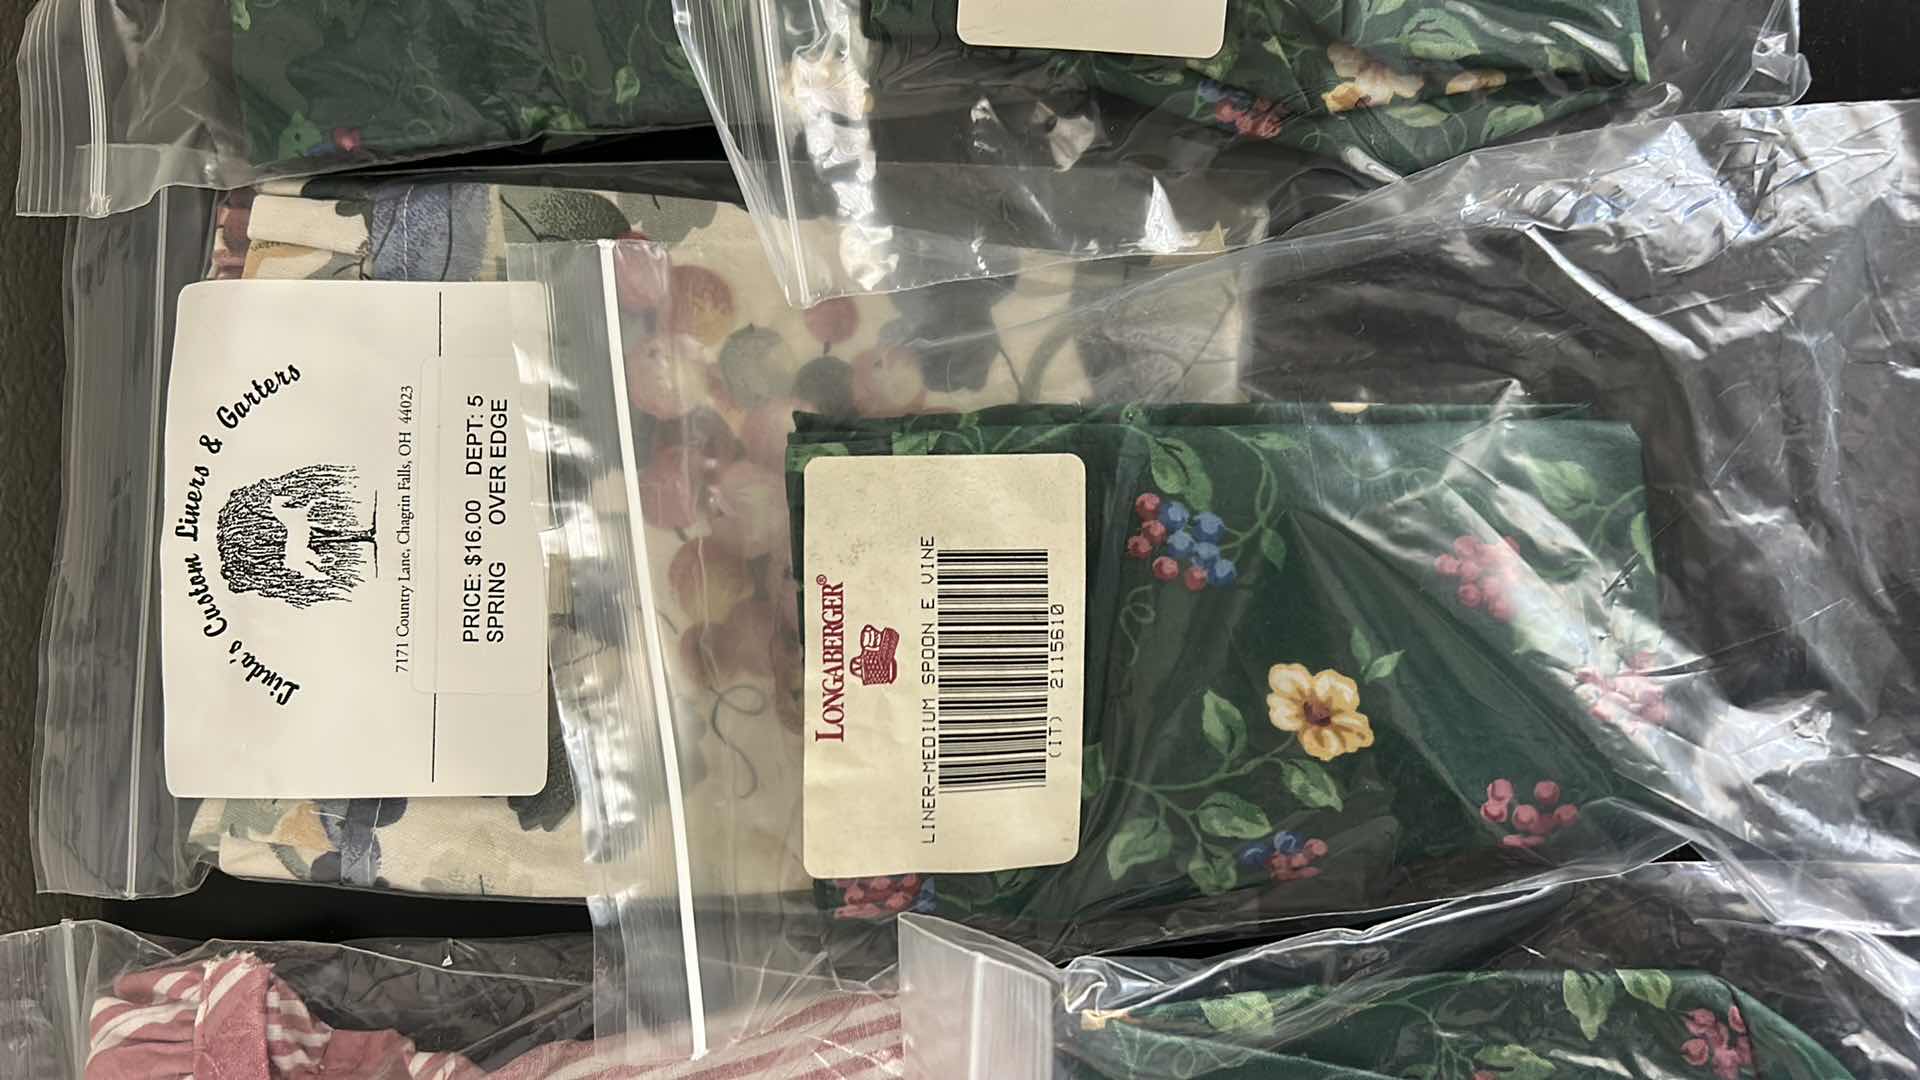 Linda's Custom Liners & Garters
7171 Country Lane, Chagrin Falls, OH 44023
PRICE: $16.00 DEPT: 5
SPRING OVER EDGE
LONGABERGER®
LINER-MEDIUM SPOON E VINE
(IT) 2115610